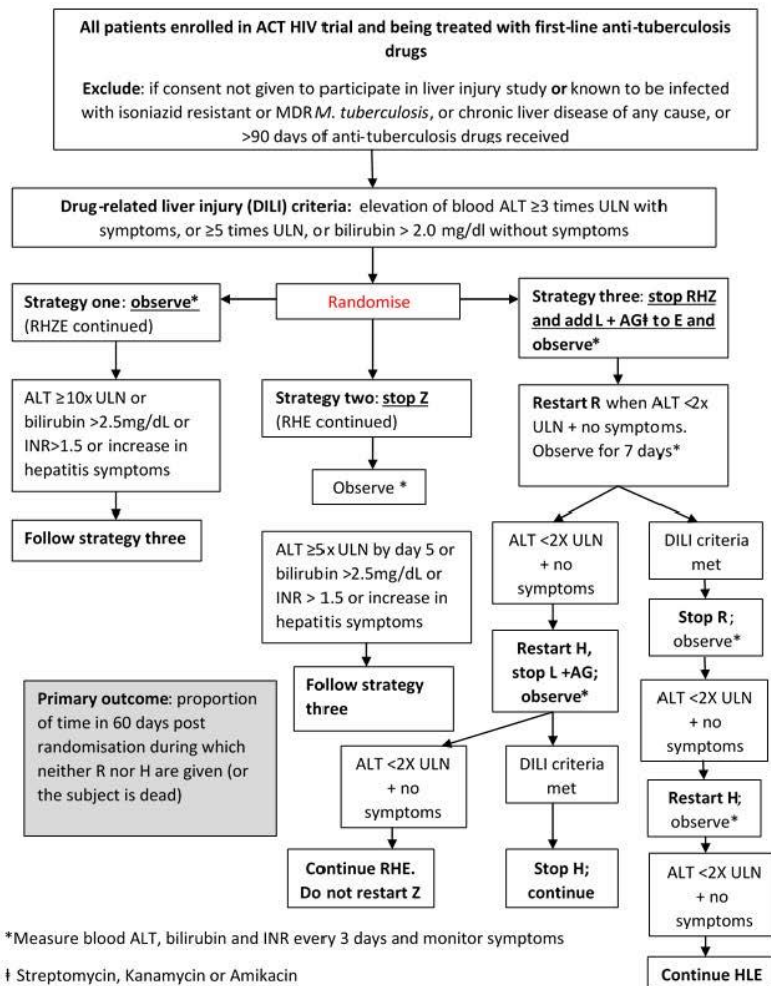 All patients enrolled in ACT HIV trial and being treated with first-line anti-tuberculosis
drugs
Exclude: if consent not given to participate in liver injury study or known to be infected
with isoniazid resistant or MDR M. tuberculosis, or chronic liver disease of any cause, or
>90 days of anti-tuberculosis drugs received
Drug-related liver injury (DILI) criteria: elevation of blood ALT ≥3 times ULN with
symptoms, or ≥5 times ULN, or bilirubin > 2.0 mg/dl without symptoms
Strategy one: observe*
(RHZE continued)
Randomise
Strategy three: stop RHZ
and add L + AGǂ to E and
observe*
ALT ≥10x ULN or
bilirubin >2.5mg/dL or
INR>1.5 or increase in
hepatitis symptoms
Follow strategy three
Strategy two: stop Z
(RHE continued)
Observe *
ALT ≥5x ULN by day 5 or
bilirubin >2.5mg/dL or
INR > 1.5 or increase in
hepatitis symptoms
Follow strategy
three
Restart R when ALT <2x
ULN + no symptoms.
Observe for 7 days*
ALT <2X ULN
+ no
symptoms
Restart H,
stop L +AG;
observe*
ALT <2X ULN
+ no
symptoms
Continue RHE.
Do not restart Z
DILI criteria
met
Stop H;
continue
DILI criteria
met
Stop R;
observe*
ALT <2X ULN
+ no
symptoms
Restart H;
observe*
ALT <2X ULN
+ no
symptoms
Continue HLE
Primary outcome: proportion
of time in 60 days post
randomisation during which
neither R nor H are given (or
the subject is dead)
*Measure blood ALT, bilirubin and INR every 3 days and monitor symptoms
ǂ Streptomycin, Kanamycin or Amikacin